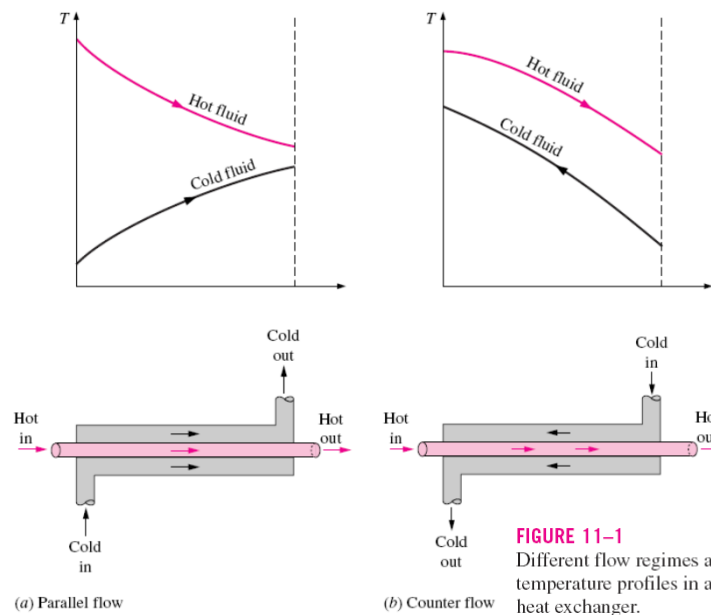 T
Hot fluid
Cold fluid
T
Hot fluid
Cold fluid
Cold
out
Hot
in
Hot
out
Cold
in
(a) Parallel flow
Cold
in
Hot
in
Cold
out
(b) Counter flow
FIGURE 11–1
Different flow regimes
temperature profiles in
heat exchanger.